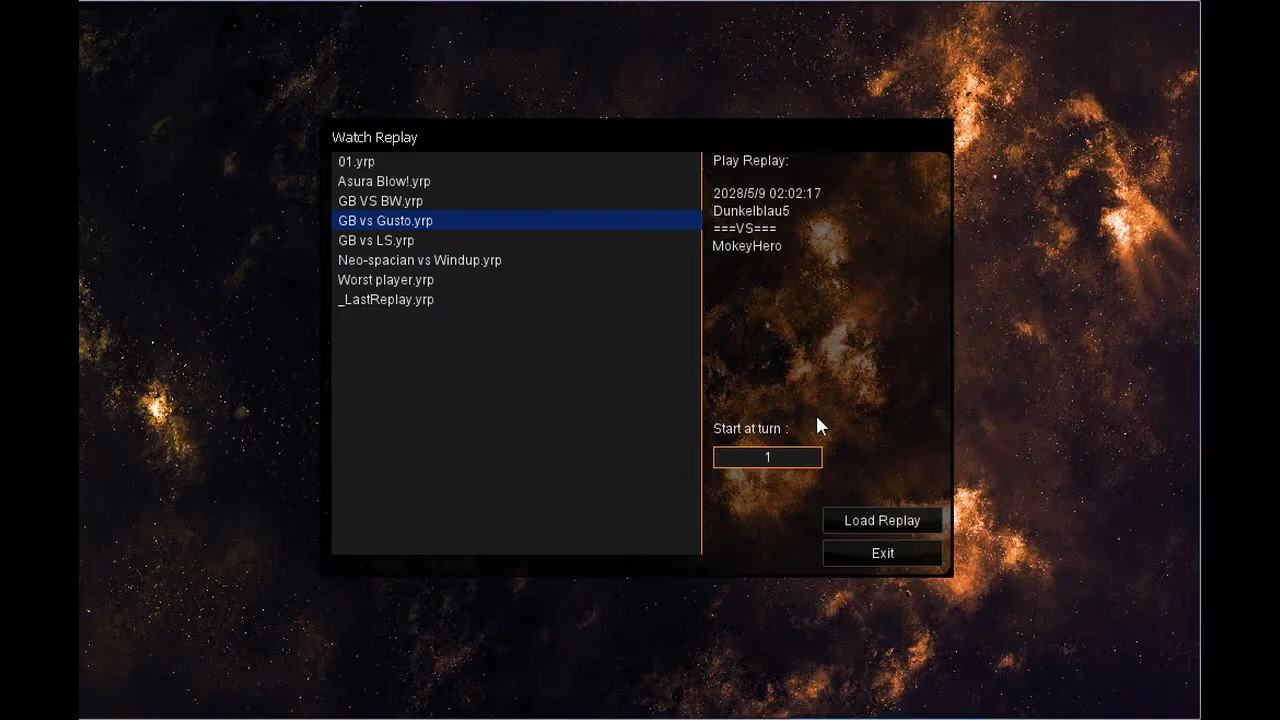 Watch Replay
01.yrp
Asura Blow!.yrp
GB VS BW.yrp
GB vs Gusto.yrp
GB vs LS.yrp
Neo-spacian vs Windup.yrp
Worst player.yrp
_LastReplay.yrp
Play Replay:
2028/5/9 02:02:17
Dunkelblau5
===VS===
MokeyHero
Start at turn :
1
Load Replay
Exit